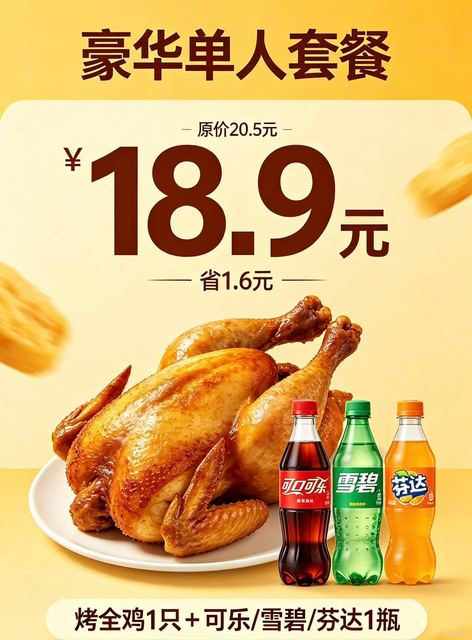 豪华单人套餐
原价20.5元
¥18.9元
省1.6元
可口可乐
雪碧
芬达
烤全鸡1只+可乐/雪碧/芬达1瓶